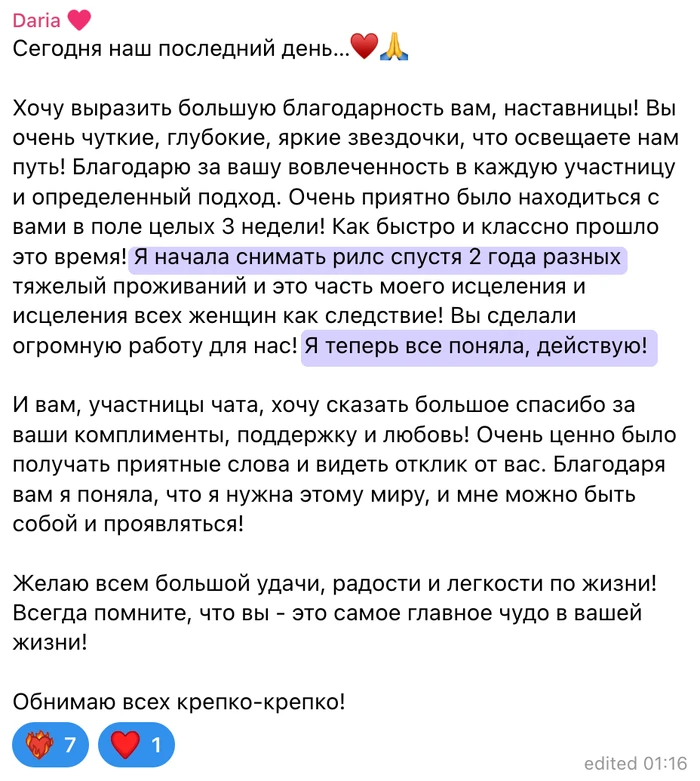 Daria ❤️
Сегодня наш последний день...♥️🙏
Хочу выразить большую благодарность вам, наставницы! Вы
очень чуткие, глубокие, яркие звездочки, что освещаете нам
путь! Благодарю за вашу вовлеченность в каждую участницу
и определенный подход. Очень приятно было находиться с
вами в поле целых 3 недели! Как быстро и классно прошло
это время! Я начала снимать рилс спустя 2 года разных
тяжелый проживаний и это часть моего исцеления и
исцеления всех женщин как следствие! Вы сделали
огромную работу для нас! Я теперь все поняла, действую!
И вам, участницы чата, хочу сказать большое спасибо за
ваши комплименты, поддержку и любовь! Очень ценно было
получать приятные слова и видеть отклик от вас. Благодаря
вам я поняла, что я нужна этому миру, и мне можно быть
собой и проявляться!
Желаю всем большой удачи, радости и легкости по жизни!
Всегда помните, что вы - это самое главное чудо в вашей
жизни!
Обнимаю всех крепко-крепко!
❤️‍🔥 7 ❤️ 1
edited 01:16